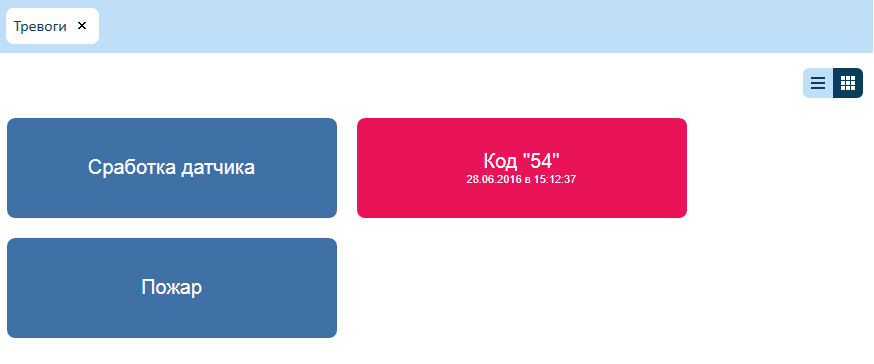 Тревоги
Сработка датчика
Код "54"
28.06.2016 в 15:12:37
Пожар